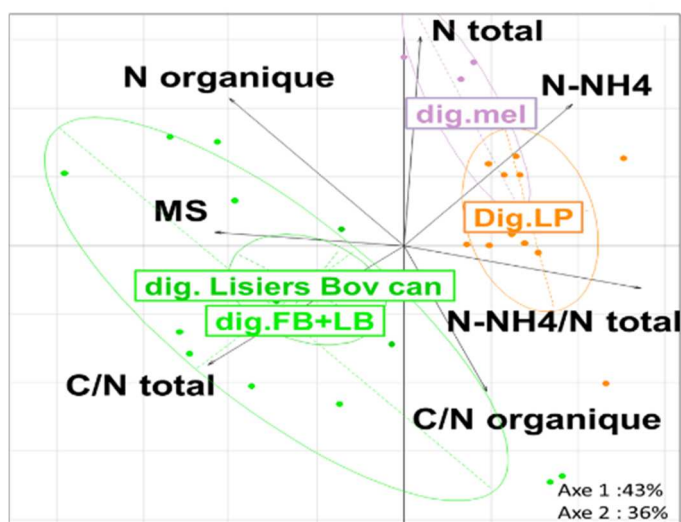 N total
N organique
N-NH4
dig.mel
MS
Dig.LP
dig. Lisiers Bov can
dig.FB+LB
N-NH4/N total
C/N total
C/N organique
Axe 1 :43%
Axe 2 : 36%